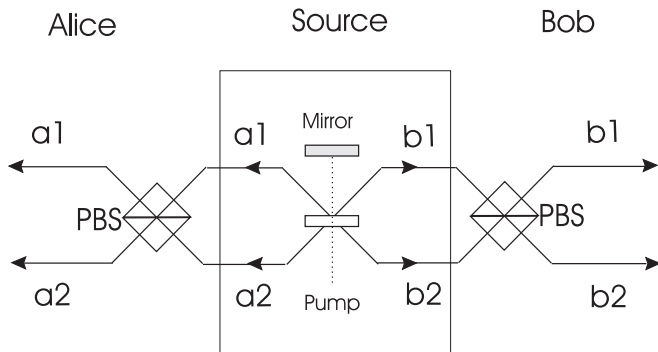 Alice Source Bob
a1 a1 Mirror b1 b1
PBS PBS
a2 a2 Pump b2 b2